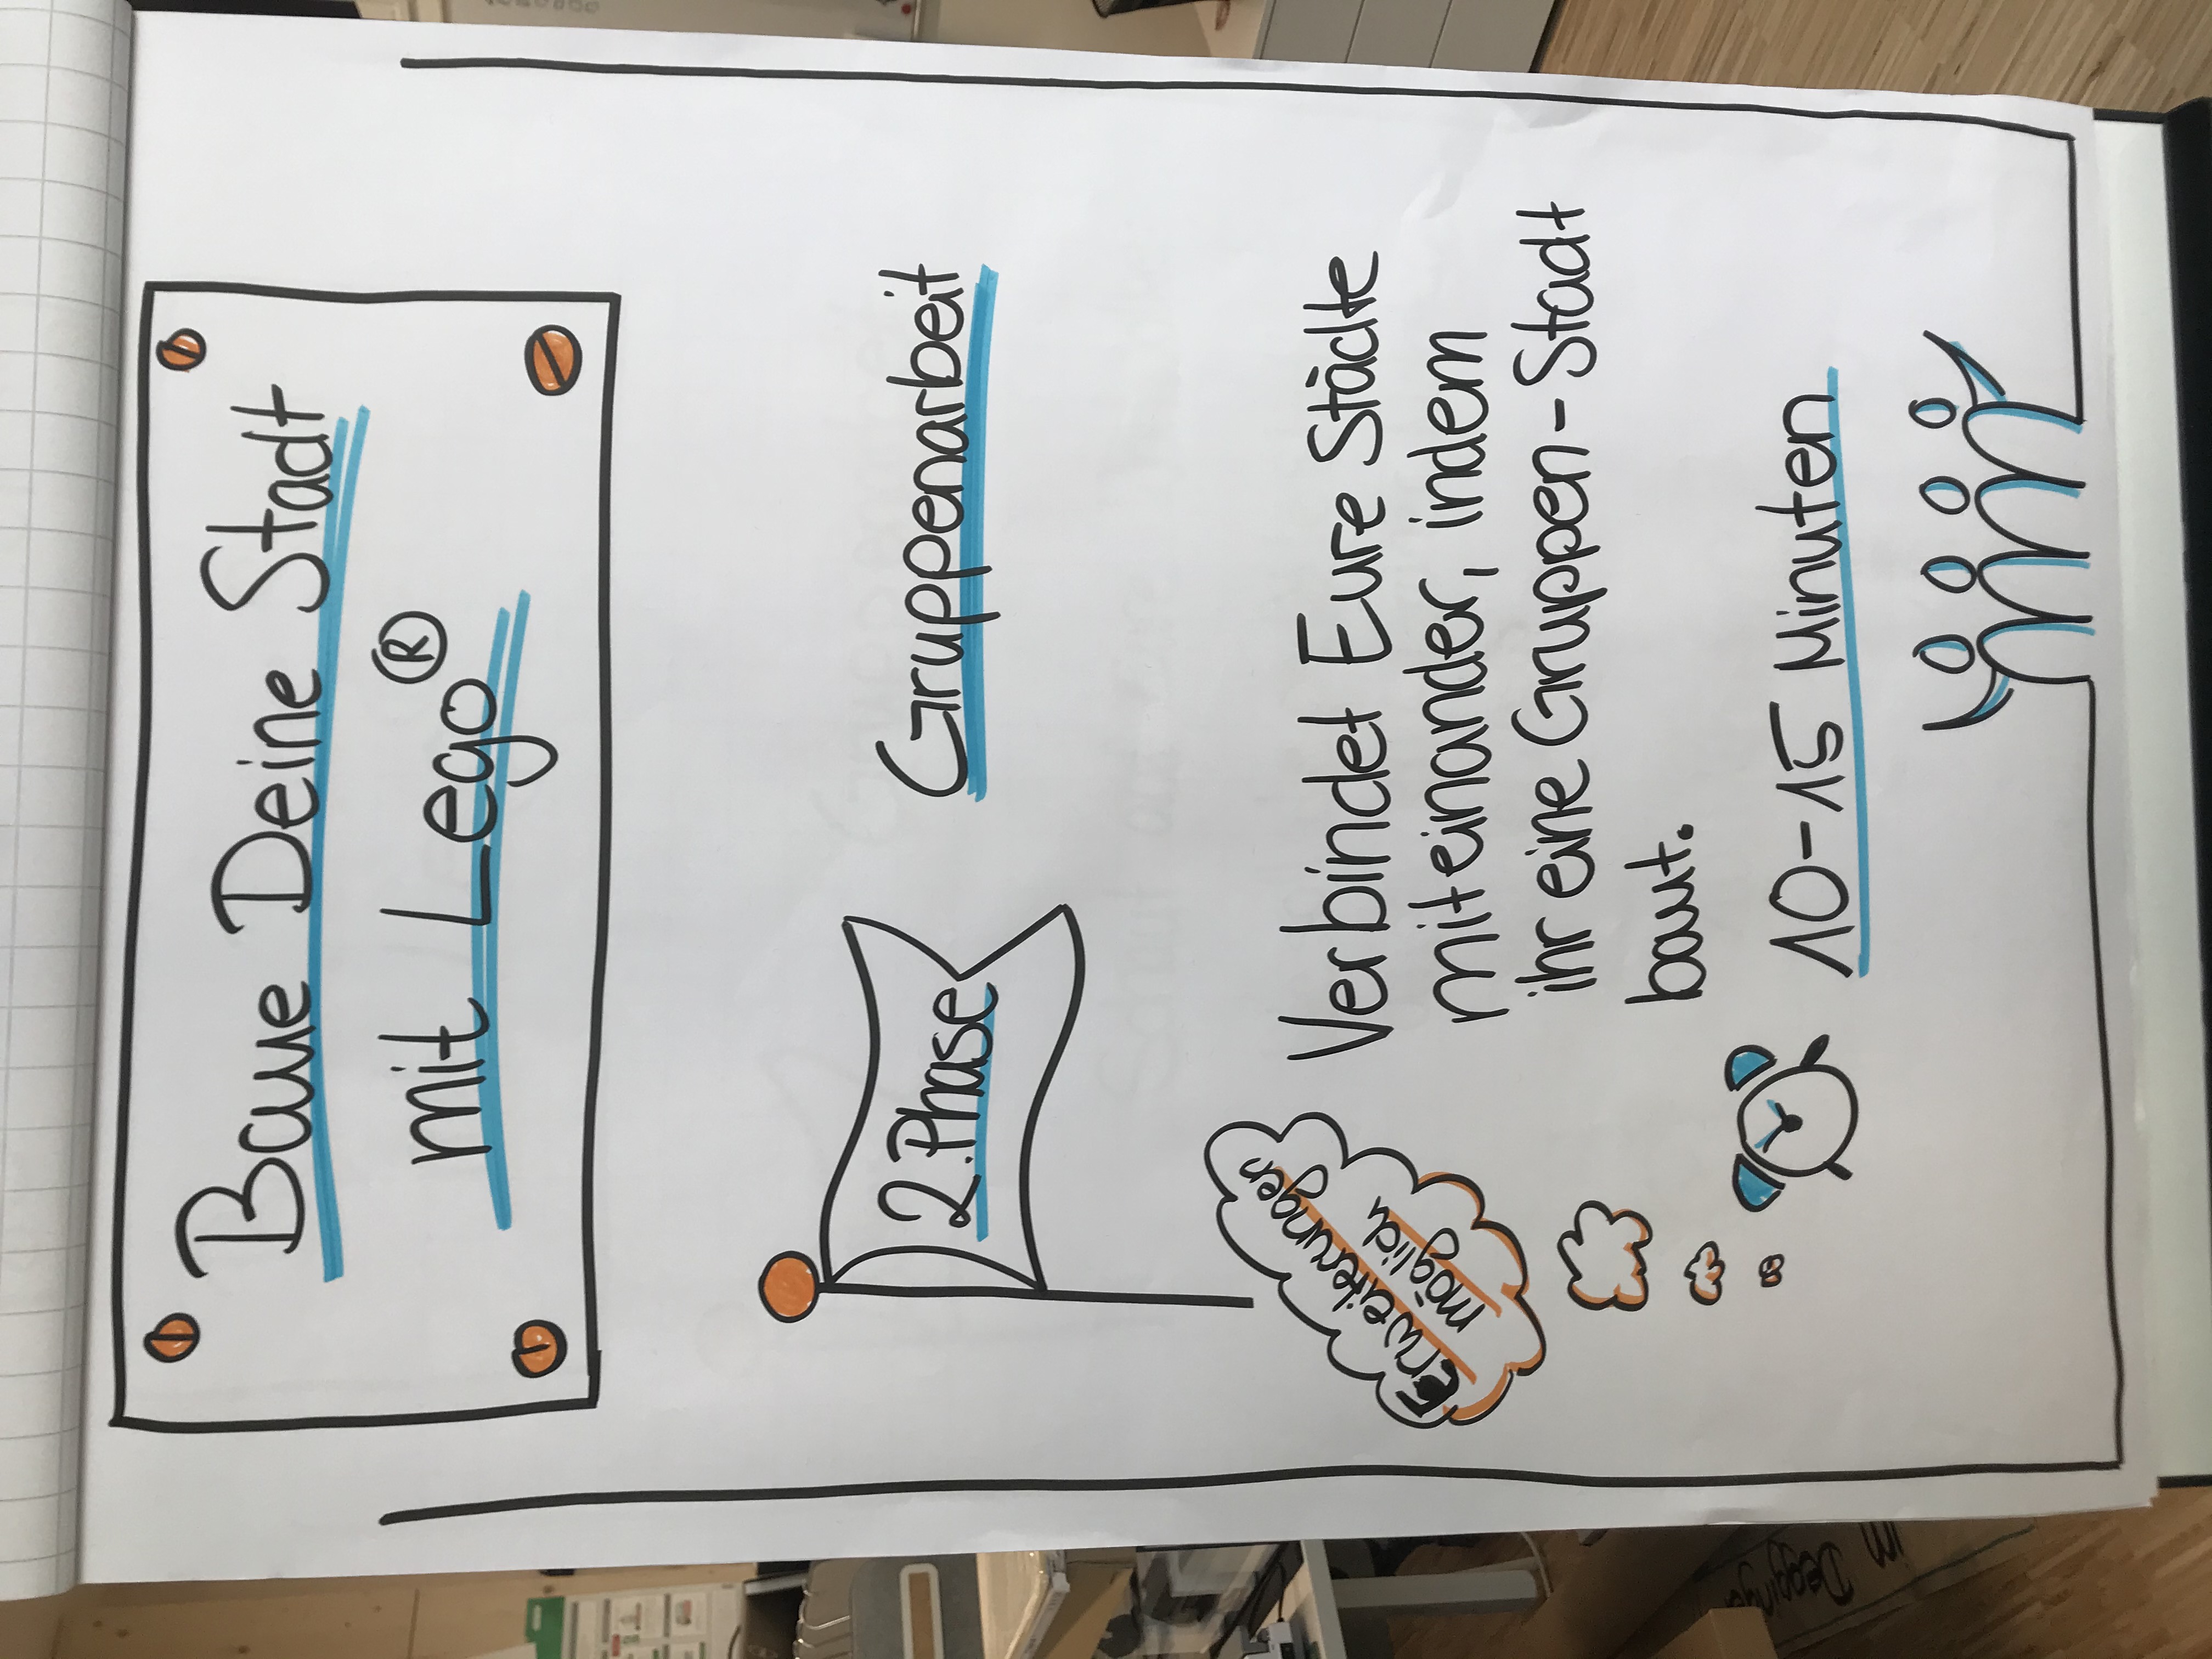 Baue Deine Stadt
mit Lego®
2. Phase
Gruppenarbeit
Erweiterungen
möglich
Verbindet Eure Städte
miteinander, indem
ihr eine Gruppen-Stadt
baut.
10-15 Minuten